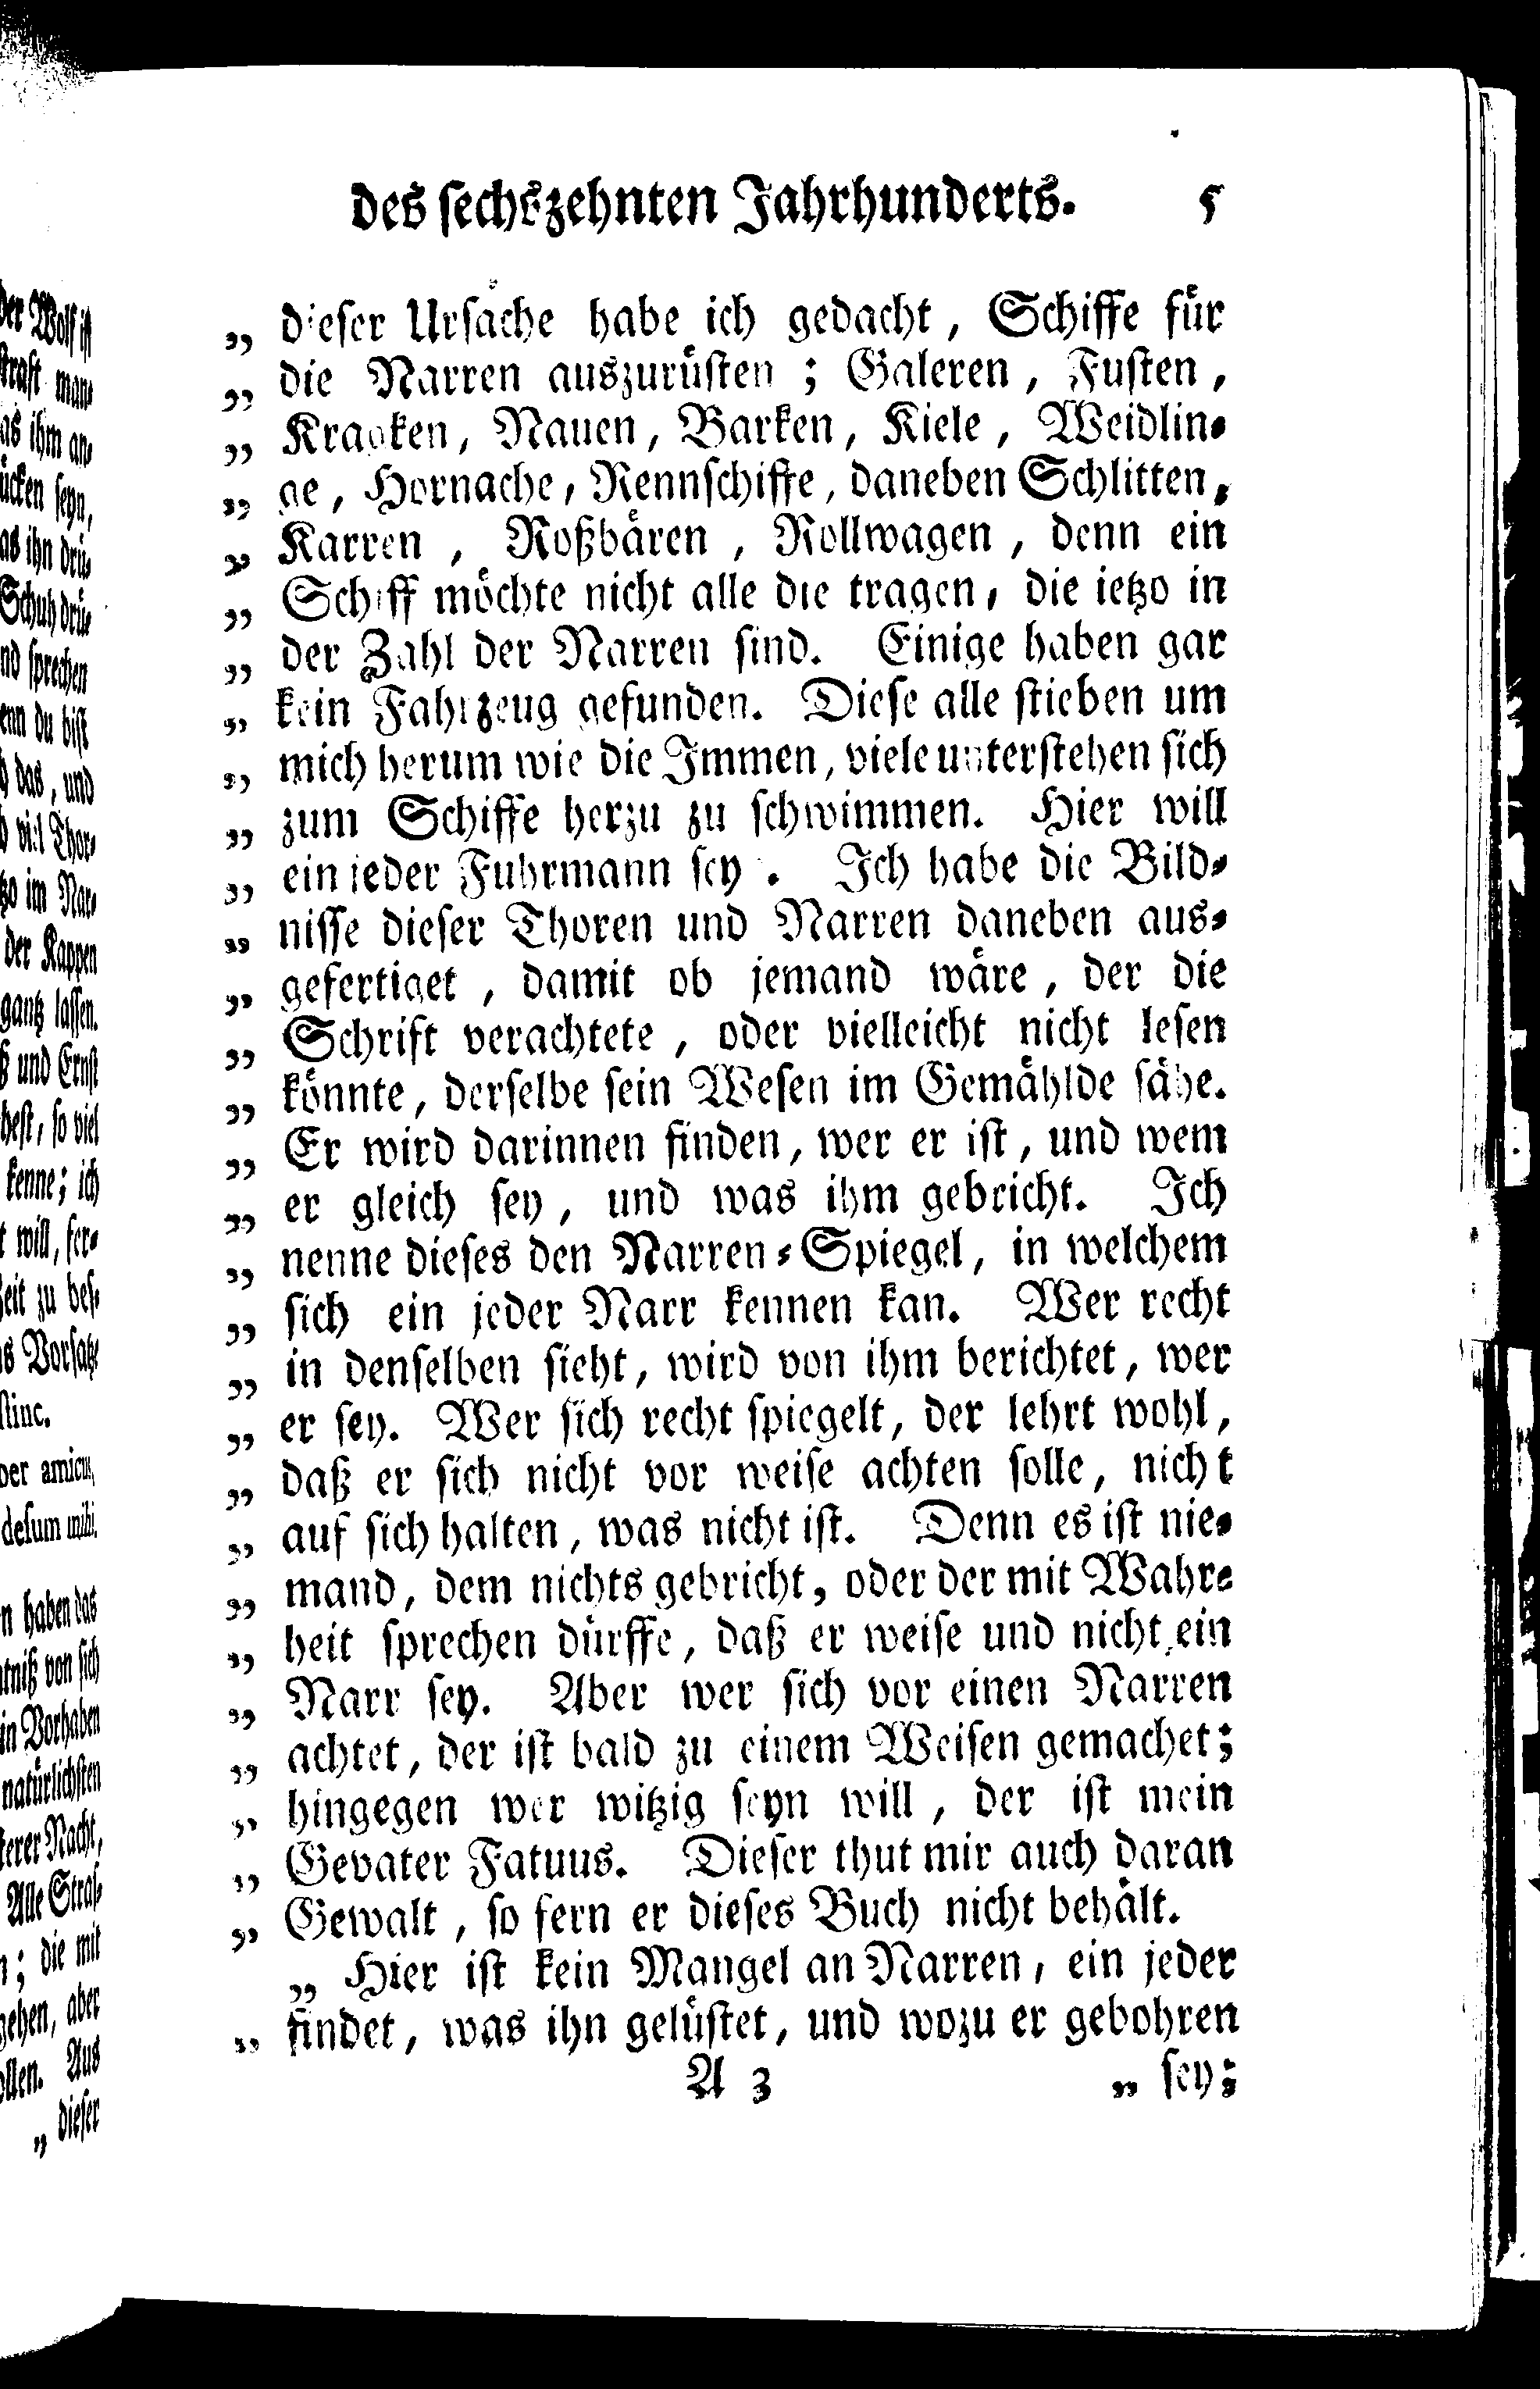 des sechszehnten Jahrhunderts. 5
„ dieser Ursache habe ich gedacht, Schiffe für
„ die Narren auszurüsten; Galeren, Fusten,
„ Kracken, Nauen, Barken, Kiele, Weidlin-
„ ge, Hornache, Rennschiffe, daneben Schlitten,
„ Karren, Roßbären, Rollwagen, denn ein
„ Schiff möchte nicht alle die tragen, die ietzo in
„ der Zahl der Narren sind. Einige haben gar
„ kein Fahrzeug gefunden. Diese alle stieben um
„ mich herum wie die Immen, viele unterstehen sich
„ zum Schiffe herzu zu schwimmen. Hier will
„ ein ieder Fuhrmann sey . Ich habe die Bild-
„ nisse dieser Thoren und Narren daneben aus-
„ gefertiget, damit ob jemand wäre, der die
„ Schrift verachtete, oder vielleicht nicht lesen
„ könnte, derselbe sein Wesen im Gemählde sähe.
„ Er wird darinnen finden, wer er ist, und wem
„ er gleich sey, und was ihm gebricht. Ich
„ nenne dieses den Narren-Spiegel, in welchem
„ sich ein jeder Narr kennen kan. Wer recht
„ in denselben sieht, wird von ihm berichtet, wer
„ er sey. Wer sich recht spiegelt, der lehrt wohl,
„ daß er sich nicht vor weise achten solle, nicht
„ auf sich halten, was nicht ist. Denn es ist nie-
„ mand, dem nichts gebricht, oder der mit Wahr-
„ heit sprechen dürffe, daß er weise und nicht ein
„ Narr sey. Aber wer sich vor einen Narren
„ achtet, der ist bald zu einem Weisen gemachet;
„ hingegen wer witzig seyn will, der ist mein
„ Gevater Fatuus. Dieser thut mir auch daran
„ Gewalt, so fern er dieses Buch nicht behält.
„ Hier ist kein Mangel an Narren, ein jeder
„ findet, was ihn gelüstet, und wozu er gebohren
A 3 „ sey;